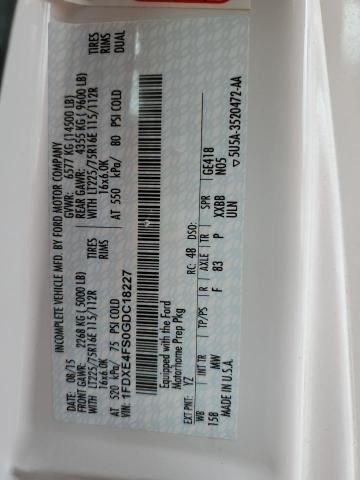 INCOMPLETE VEHICLE MFD. BY FORD MOTOR COMPANY
DATE: 08/15 GVWR: 6577 KG (14500 LB)
FRONT GAWR: 2268 KG ( 5000 LB) REAR GAWR: 4355 KG ( 9600 LB)
WITH LT225/75R16E 115/112R TIRES WITH LT225/75R16E 115/112R TIRES
16x6.0K RIMS 16x6.0K RIMS
AT 520 kPa/ 75 PSI COLD AT 550 kPa/ 80 PSI COLD DUAL
VIN: 1FDXE4FS0GDC18227
Equipped with the Ford
Motorhome Prep Pkg
EXT PNT: YZ RC: 48 DSO:
WB INT TR TP/PS R AXLE TR SPR
158 MW F 83 P XXBB GE418
ULN N05
MADE IN U.S.A. ▽5U5A-3520472-AA